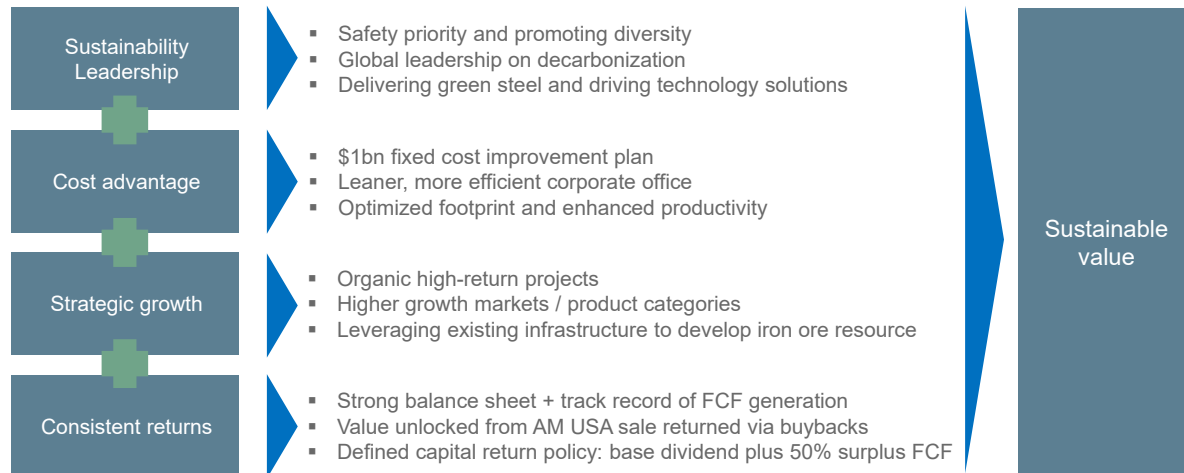 Sustainability
Leadership
▪ Safety priority and promoting diversity
▪ Global leadership on decarbonization
▪ Delivering green steel and driving technology solutions
Cost advantage
▪ $1bn fixed cost improvement plan
▪ Leaner, more efficient corporate office
▪ Optimized footprint and enhanced productivity
Strategic growth
▪ Organic high-return projects
▪ Higher growth markets / product categories
▪ Leveraging existing infrastructure to develop iron ore resource
Consistent returns
▪ Strong balance sheet + track record of FCF generation
▪ Value unlocked from AM USA sale returned via buybacks
▪ Defined capital return policy: base dividend plus 50% surplus FCF
Sustainable
value